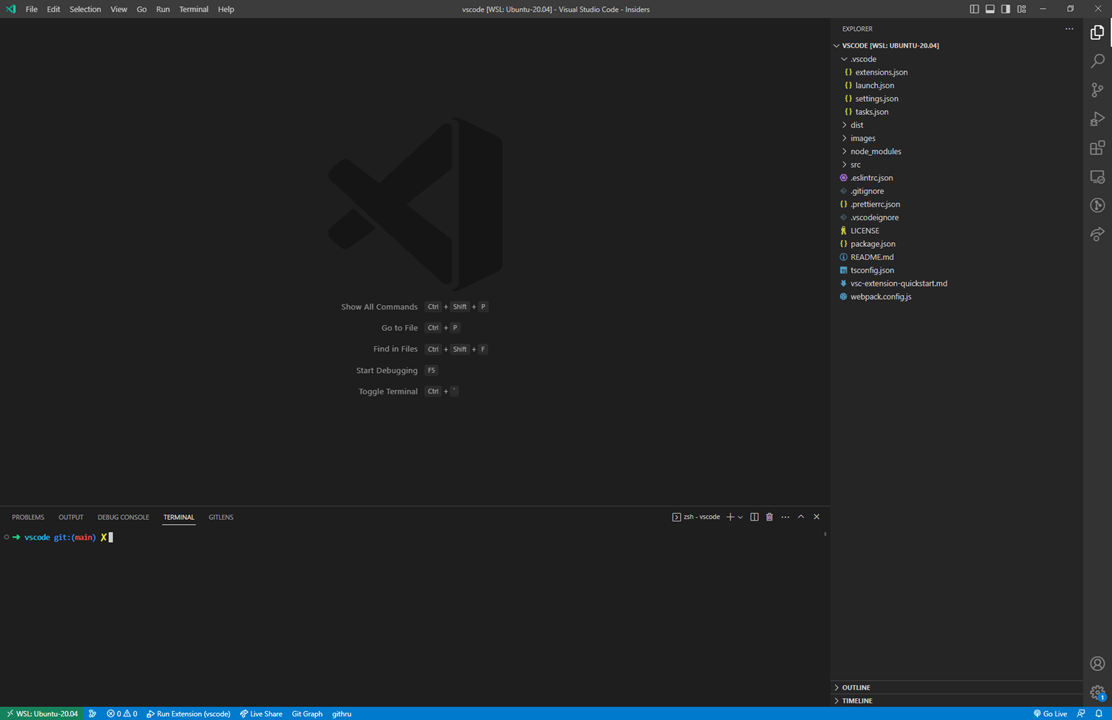 File Edit Selection View Go Run Terminal Help
vscode [WSL: Ubuntu-20.04] - Visual Studio Code - Insiders
Show All Commands Ctrl + Shift + P
Go to File Ctrl + P
Find in Files Ctrl + Shift + F
Start Debugging F5
Toggle Terminal Ctrl + `
PROBLEMS OUTPUT DEBUG CONSOLE TERMINAL GITLENS
zsh - vscode
vscode git:(main) ✗
EXPLORER
VSCODE [WSL: UBUNTU-20.04]
.vscode
extensions.json
launch.json
settings.json
tasks.json
dist
images
node_modules
src
.eslintrc.json
.gitignore
.prettierrc.json
.vscodeignore
LICENSE
package.json
README.md
tsconfig.json
vsc-extension-quickstart.md
webpack.config.js
OUTLINE
TIMELINE
1
WSL: Ubuntu-20.04 0 0 Run Extension (vscode) Live Share Git Graph githru Go Live